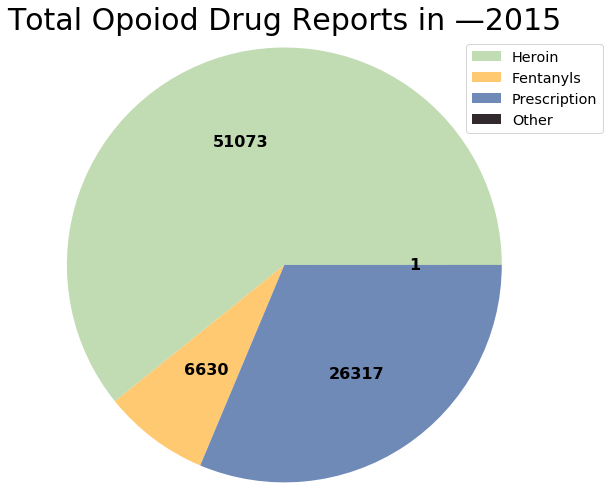 Total Opoiod Drug Reports in —2015
Heroin
Fentanyls
Prescription
Other
51073
1
6630
26317